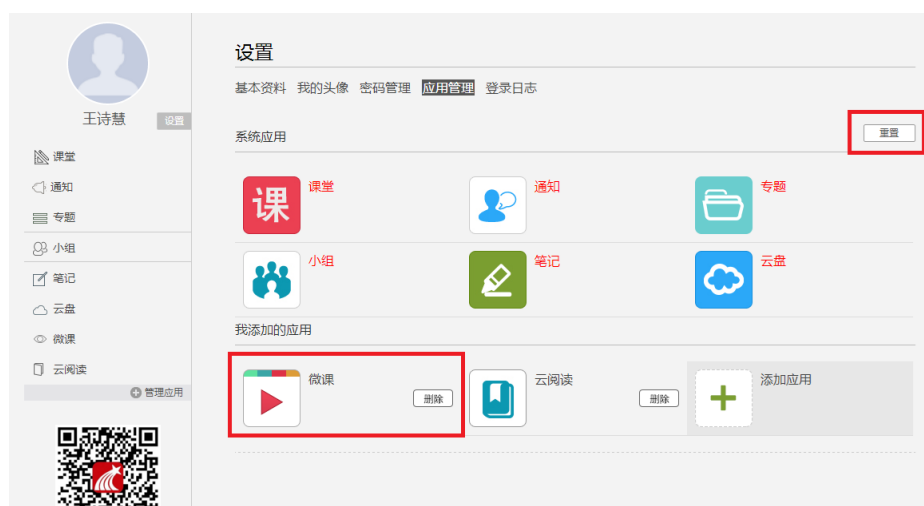 设置
基本资料 我的头像 密码管理 应用管理 登录日志
王诗慧 设置
课堂
通知
专题
小组
笔记
云盘
微课
云阅读
管理应用
系统应用 重置
课 课堂 通知 专题
小组 笔记 云盘
我添加的应用
微课 删除 云阅读 删除 添加应用